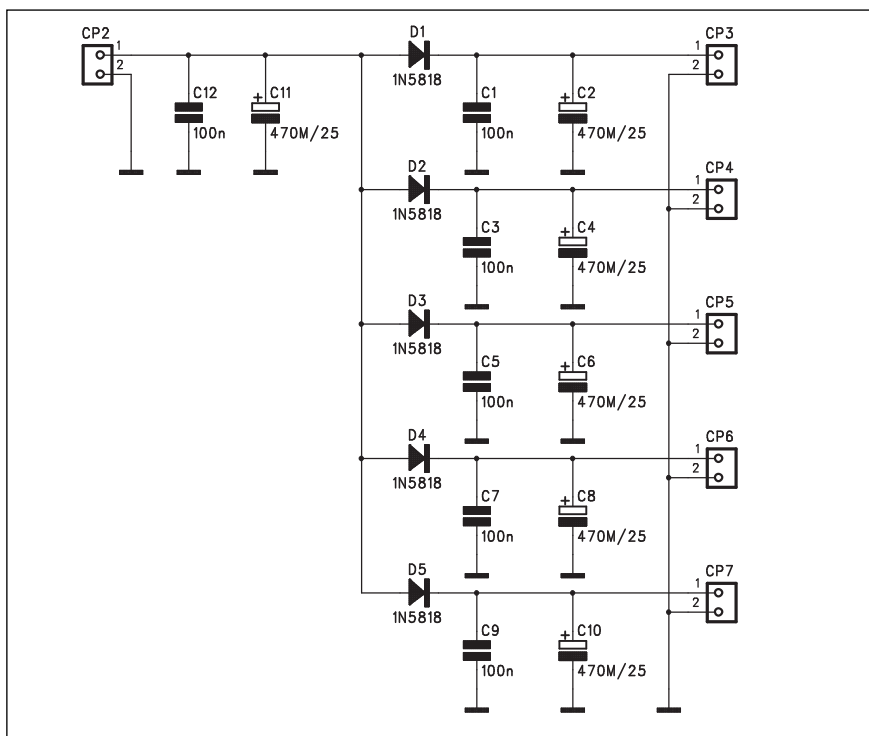 CP2
1
2
C12
100n
+
C11
470M/25
D1
1N5818
C1
100n
+
C2
470M/25
1
2
CP3
D2
1N5818
C3
100n
+
C4
470M/25
1
2
CP4
D3
1N5818
C5
100n
+
C6
470M/25
1
2
CP5
D4
1N5818
C7
100n
+
C8
470M/25
1
2
CP6
D5
1N5818
C9
100n
+
C10
470M/25
1
2
CP7